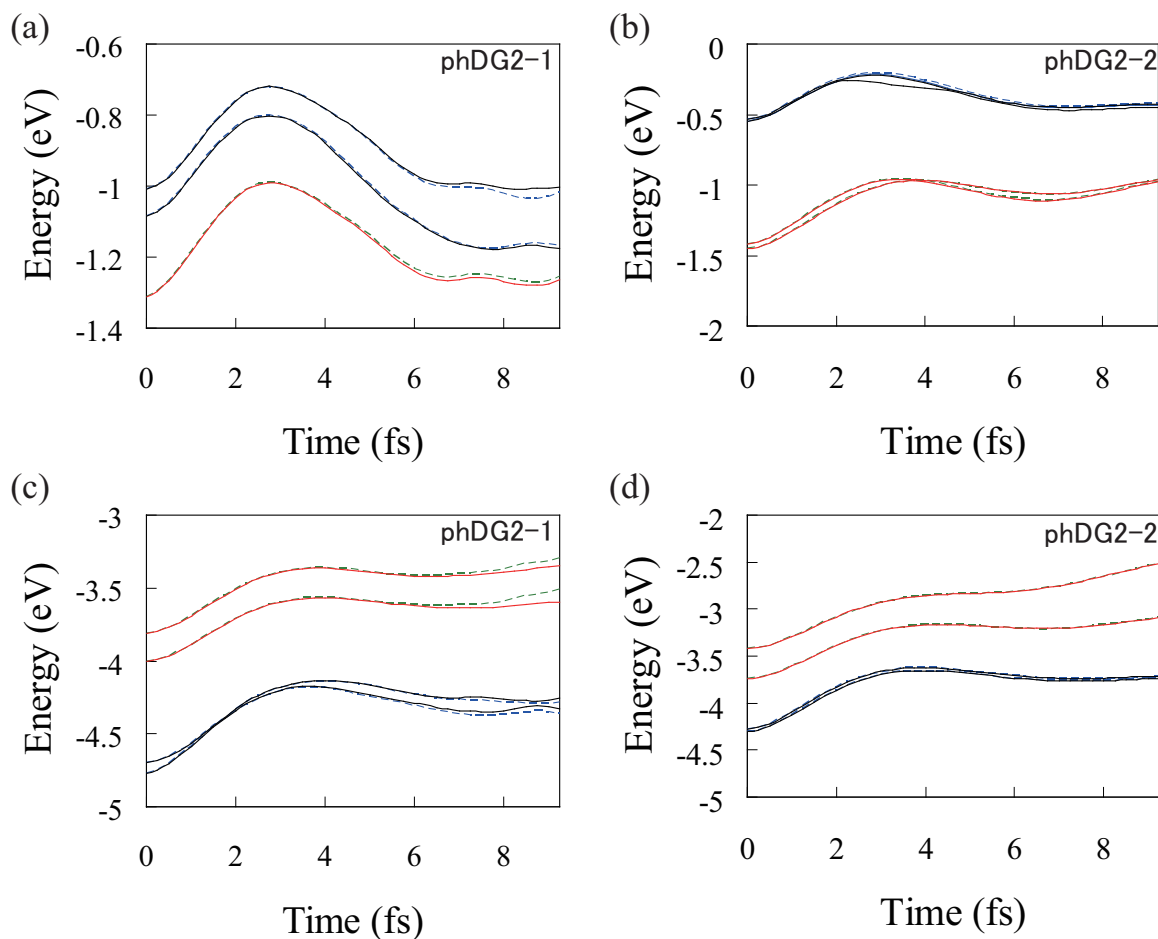 (a)
phDG2-1
Energy (eV)
-0.6
-0.8
-1
-1.2
-1.4
0 2 4 6 8
Time (fs)
(b)
phDG2-2
Energy (eV)
0
-0.5
-1
-1.5
-2
0 2 4 6 8
Time (fs)
(c)
phDG2-1
Energy (eV)
-3
-3.5
-4
-4.5
-5
0 2 4 6 8
Time (fs)
(d)
phDG2-2
Energy (eV)
-2
-2.5
-3
-3.5
-4
-4.5
-5
0 2 4 6 8
Time (fs)